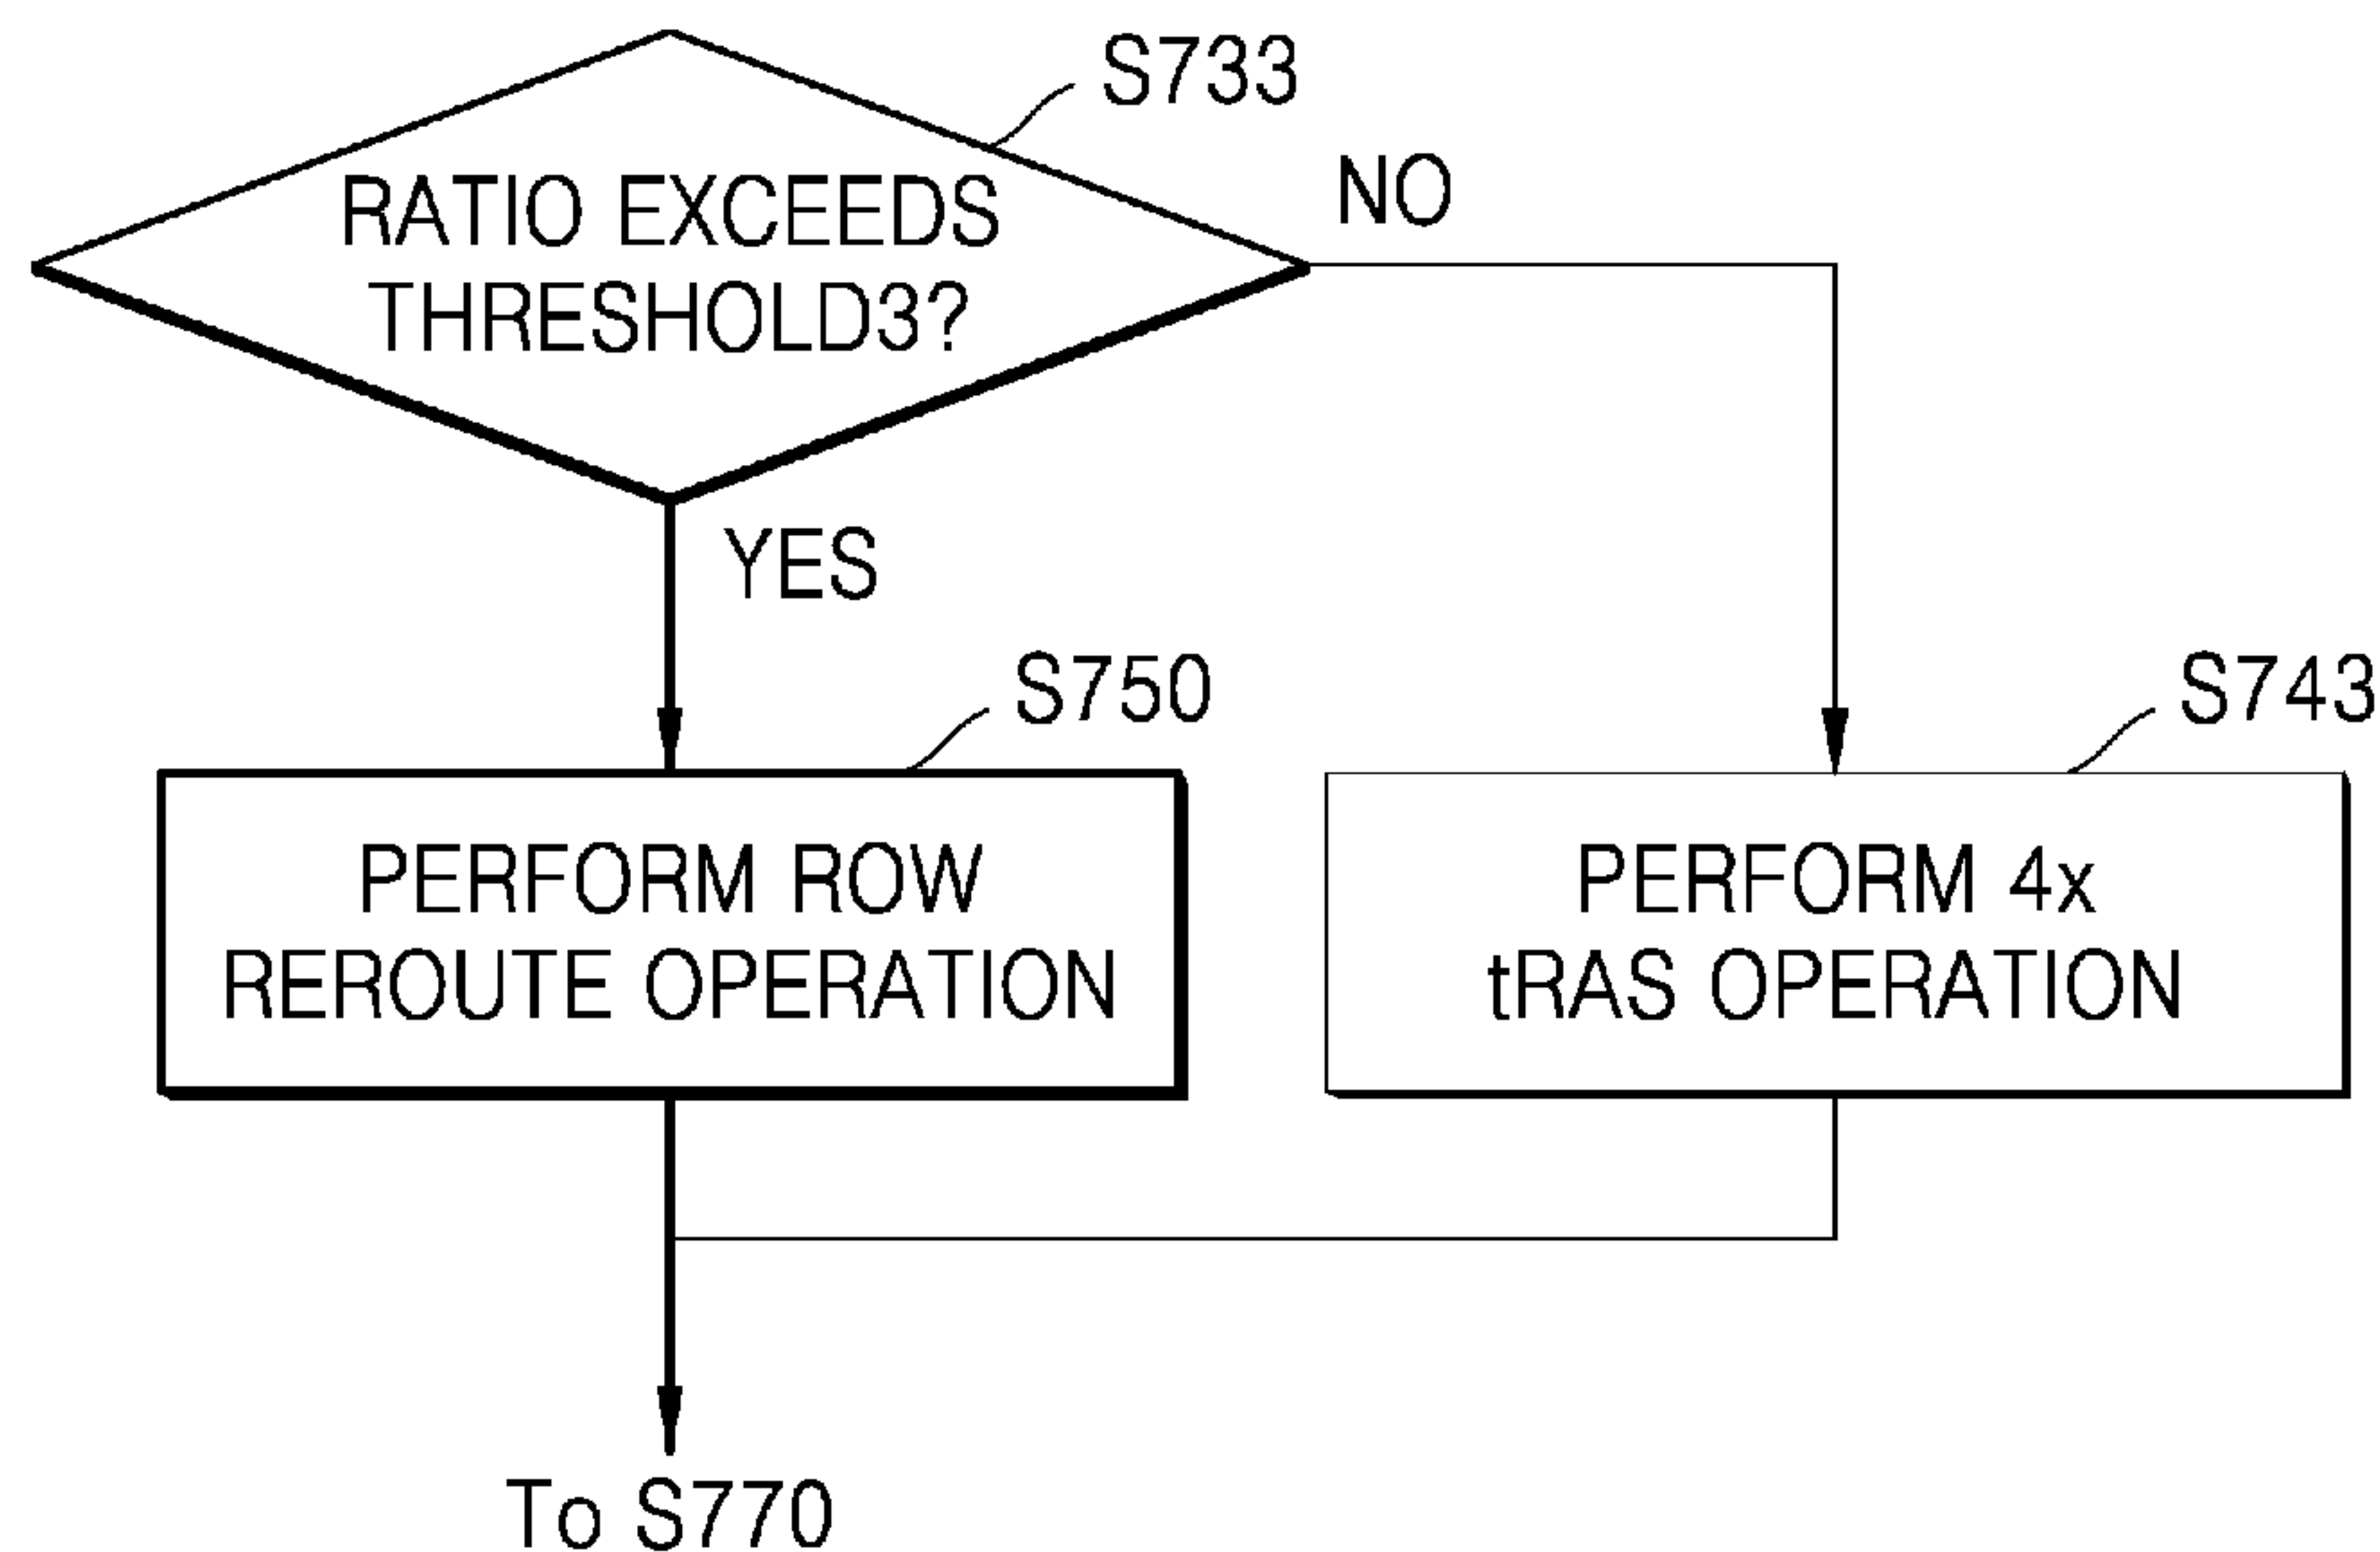 S733
RATIO EXCEEDS
THRESHOLD3?
NO
YES
S750
S743
PERFORM ROW
REROUTE OPERATION
PERFORM 4x
tRAS OPERATION
To S770